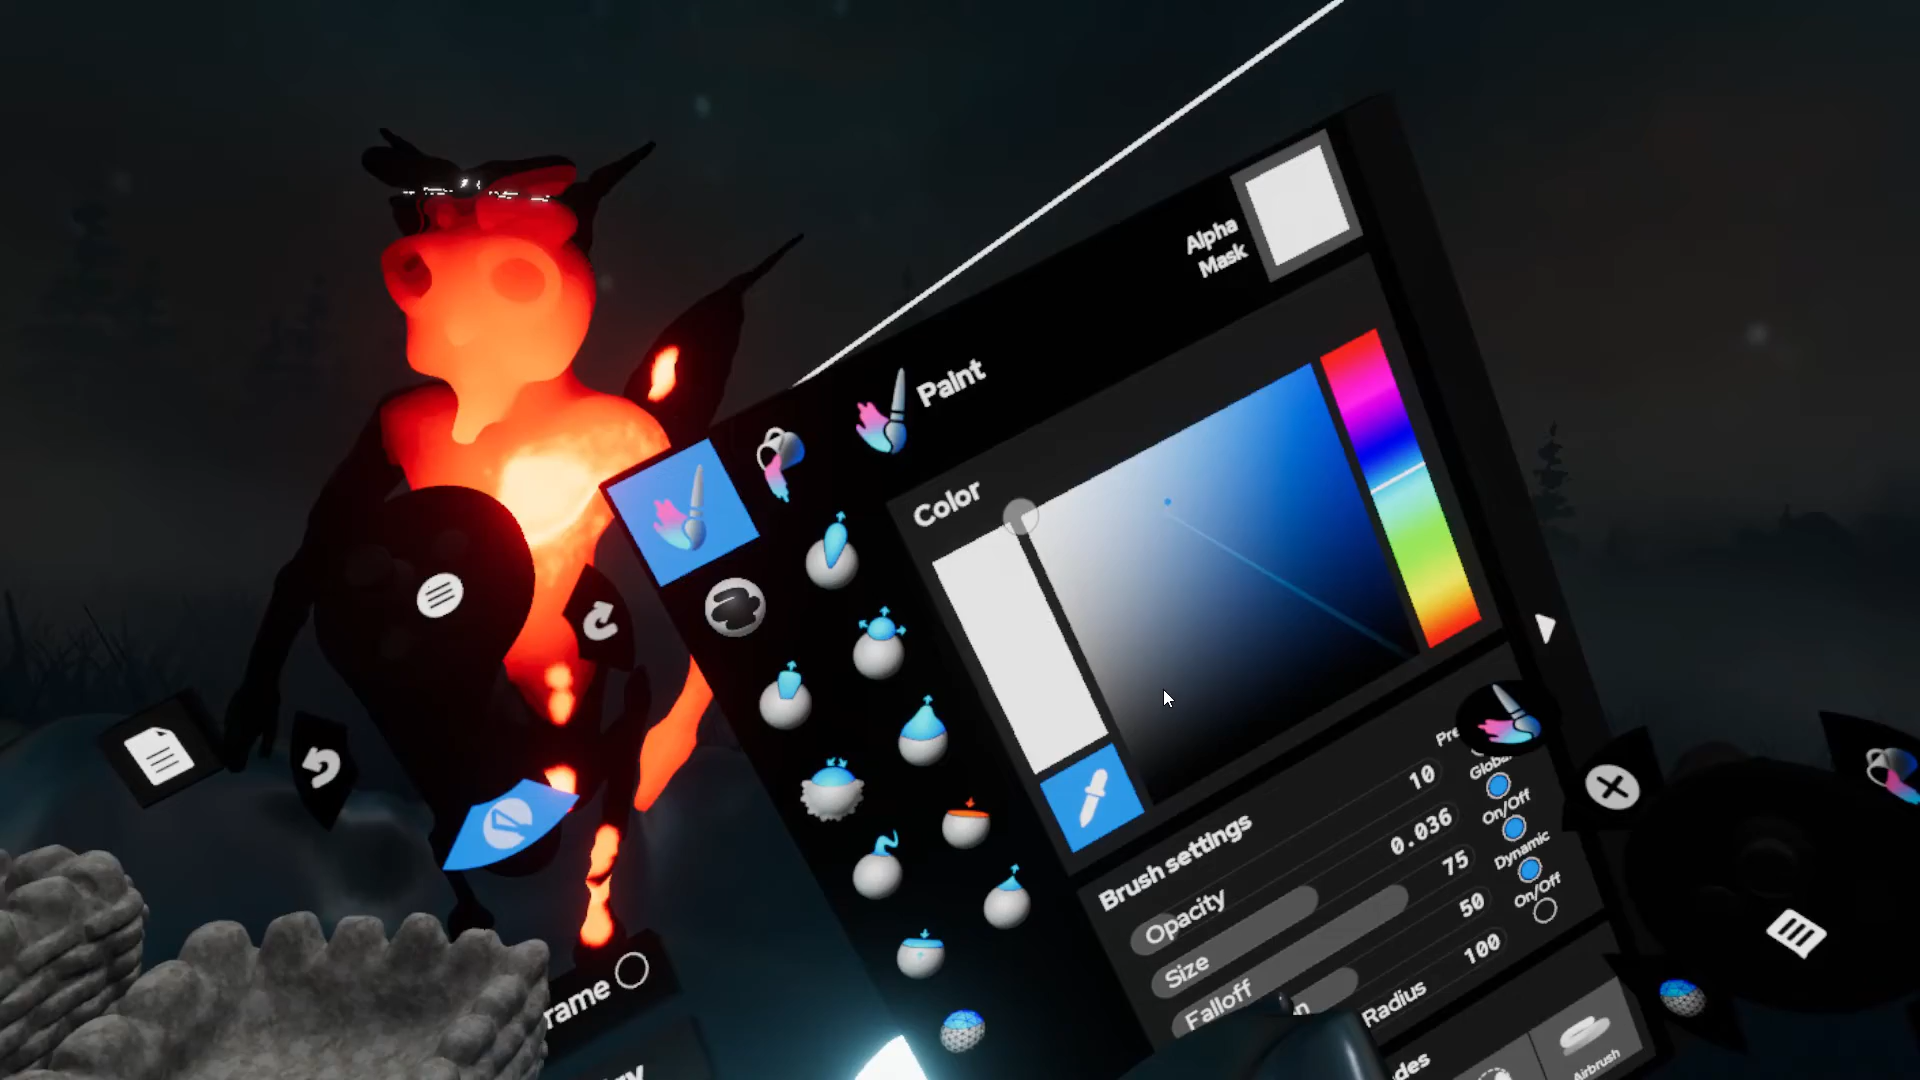 Alpha
Mask
Paint
Color
Brush settings
Opacity
10
Size
0.036
Falloff
75
50
Radius
100
Global
On/Off
Dynamic
On/Off
Airbrush